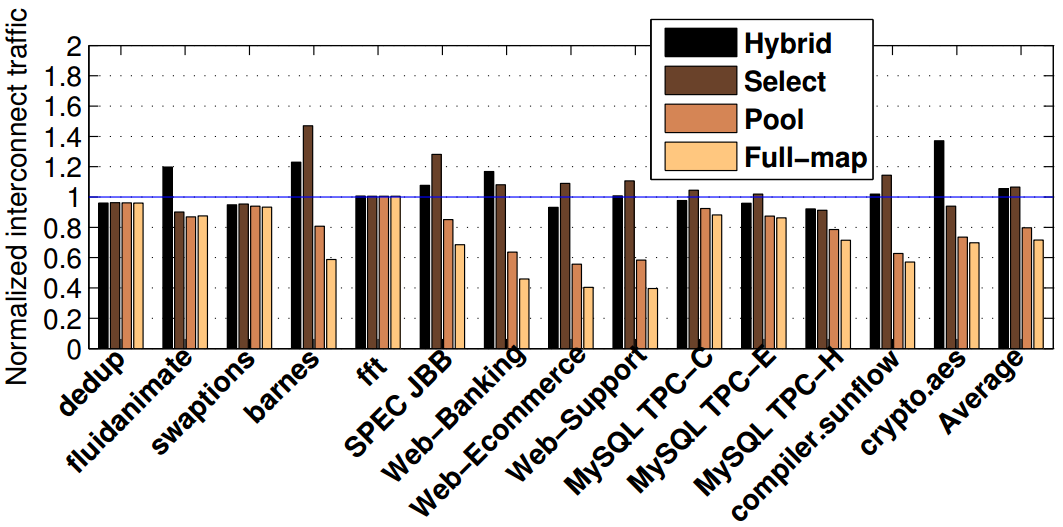 Normalized interconnect traffic
2
1.8
1.6
1.4
1.2
1
0.8
0.6
0.4
0.2
0
Hybrid
Select
Pool
Full-map
dedup
fluidanimate
swaptions
barnes
fft
SPEC JBB
Web-Banking
Web-Ecommerce
Web-Support
MySQL TPC-C
MySQL TPC-E
MySQL TPC-H
compiler.sunflow
crypto.aes
Average